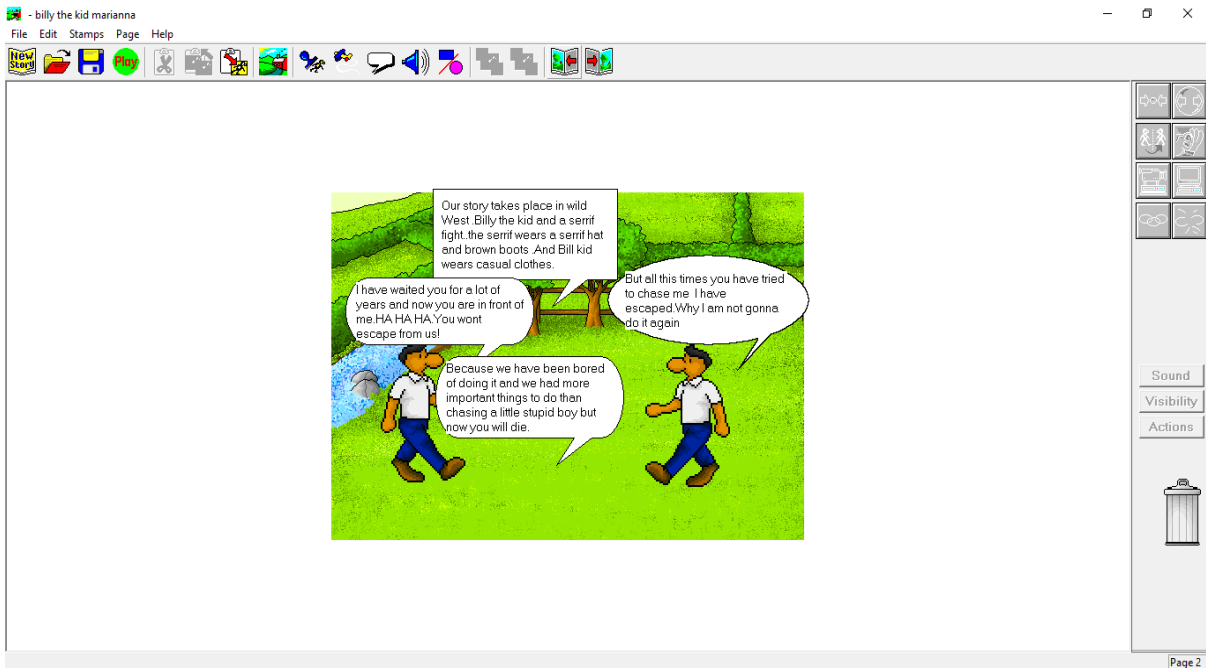 - billy the kid marianna
File Edit Stamps Page Help
New Story
Play
Our story takes place in wild
West .Billy the kid and a serrif
fight..the serrif wears a serrif hat
and brown boots .And Bill kid
wears casual clothes.
I have waited you for a lot of
years and now you are in front of
me.HA HA HA.You wont
escape from us!
But all this times you have tried
to chase me I have
escaped.Why I am not gonna
do it again
Because we have been bored
of doing it and we had more
important things to do than
chasing a little stupid boy but
now you will die.
Sound
Visibility
Actions
Page 2